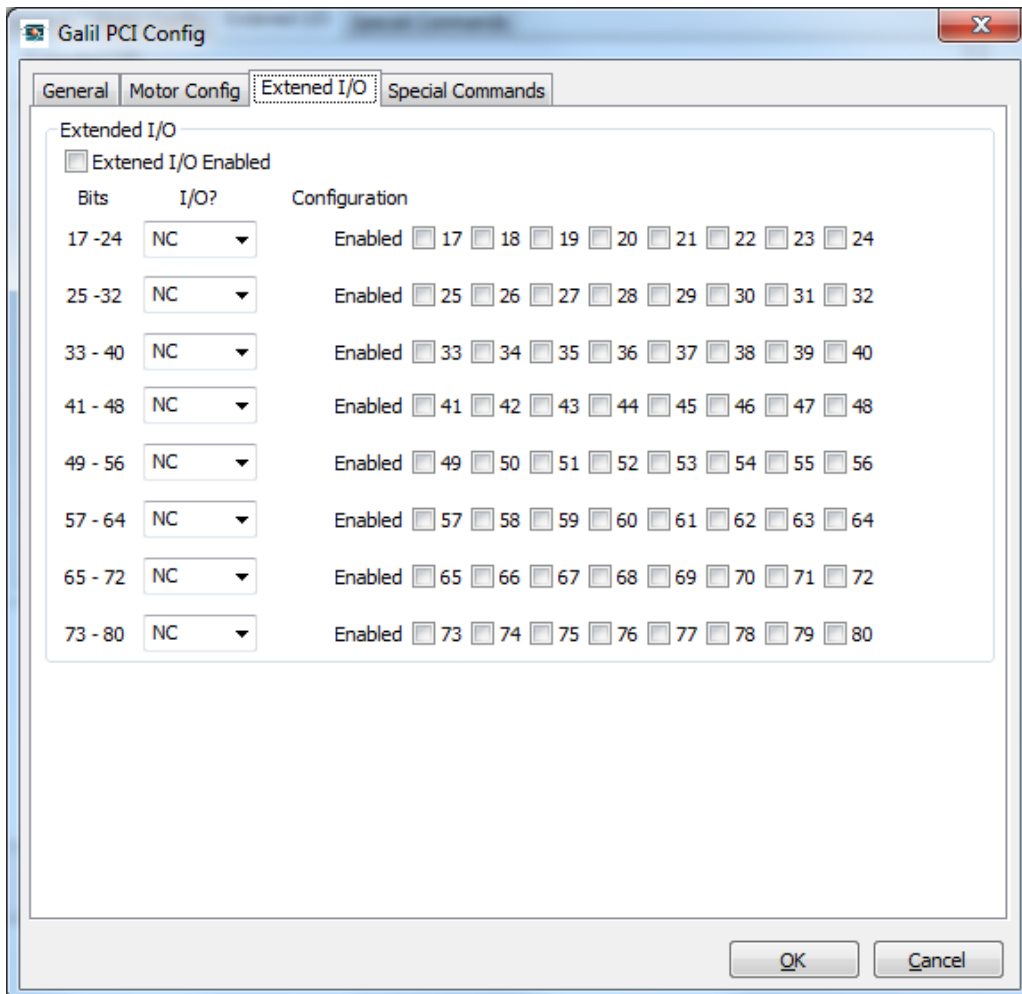 Galil PCI Config
General Motor Config Extened I/O Special Commands
Extended I/O
Extened I/O Enabled
Bits I/O? Configuration
17 -24 NC Enabled 17 18 19 20 21 22 23 24
25 -32 NC Enabled 25 26 27 28 29 30 31 32
33 - 40 NC Enabled 33 34 35 36 37 38 39 40
41 - 48 NC Enabled 41 42 43 44 45 46 47 48
49 - 56 NC Enabled 49 50 51 52 53 54 55 56
57 - 64 NC Enabled 57 58 59 60 61 62 63 64
65 - 72 NC Enabled 65 66 67 68 69 70 71 72
73 - 80 NC Enabled 73 74 75 76 77 78 79 80
OK Cancel